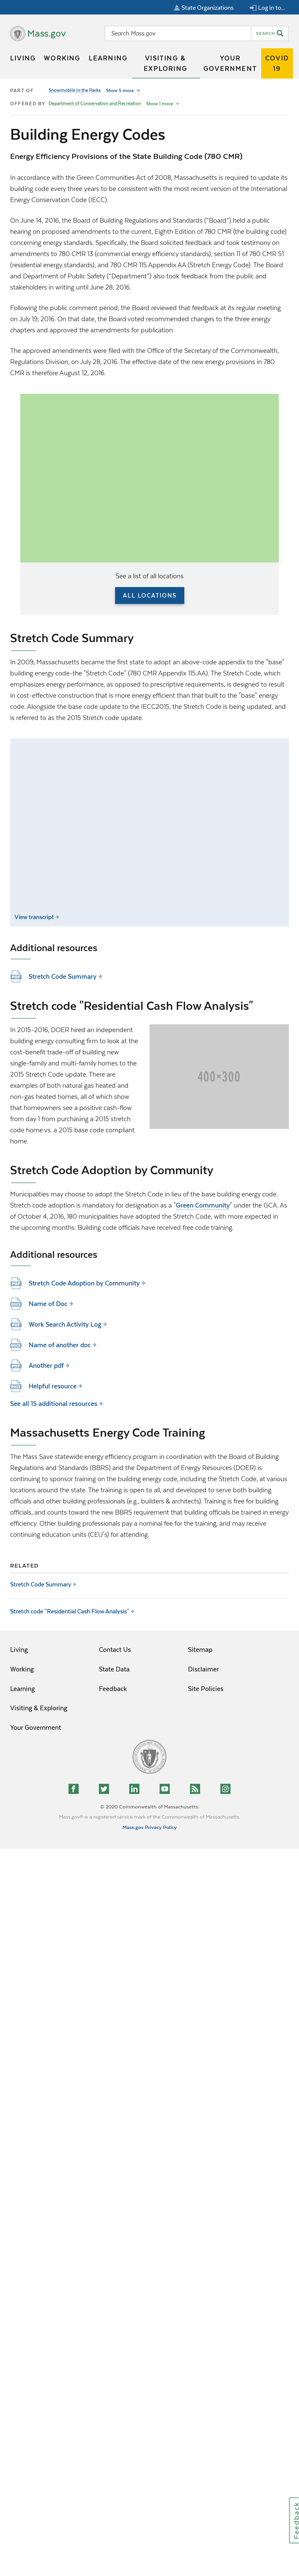 State Organizations
Log in to...
Mass.gov
Search Mass.gov
SEARCH
LIVING
WORKING
LEARNING
VISITING &
EXPLORING
YOUR
GOVERNMENT
COVID
19
PART OF
Snowmobile in the Parks
Show 5 more
OFFERED BY
Department of Conservation and Recreation
Show 1 more
Building Energy Codes
Energy Efficiency Provisions of the State Building Code (780 CMR)
In accordance with the Green Communities Act of 2008, Massachusetts is required to update its
building code every three years to be consistent with the most recent version of the International
Energy Conservation Code (IECC).
On June 14, 2016, the Board of Building Regulations and Standards ("Board") held a public
hearing on proposed amendments to the current, Eighth Edition of 780 CMR (the building code)
concerning energy standards. Specifically, the Board solicited feedback and took testimony on
amendments to 780 CMR 13 (commercial energy efficiency standards), section 11 of 780 CMR 51
(residential energy standards), and 780 CMR 115 Appendix AA (Stretch Energy Code). The Board
and Department of Public Safety ("Department") also took feedback from the public and
stakeholders in writing until June 28, 2016.
Following the public comment period, the Board reviewed that feedback at its regular meeting
on July 19, 2016. On that date, the Board voted recommended changes to the three energy
chapters and approved the amendments for publication.
The approved amendments were filed with the Office of the Secretary of the Commonwealth,
Regulations Division, on July 28, 2016. The effective date of the new energy provisions in 780
CMR is therefore August 12, 2016.
See a list of all locations
ALL LOCATIONS
Stretch Code Summary
In 2009, Massachusetts became the first state to adopt an above-code appendix to the "base"
building energy code-the "Stretch Code" (780 CMR Appendix 115.AA). The Stretch Code, which
emphasizes energy performance, as opposed to prescriptive requirements, is designed to result
in cost-effective construction that is more energy efficient than that built to the "base" energy
code. Alongside the base code update to the IECC2015, the Stretch Code is being updated, and
is referred to as the 2015 Stretch code update.
View transcript
Additional resources
Stretch Code Summary
Stretch code "Residential Cash Flow Analysis"
In 2015-2016, DOER hired an independent
building energy consulting firm to look at the
cost-benefit trade-off of building new
single-family and multi-family homes to the
2015 Stretch Code update. There are
examples of both natural gas heated and
non-gas heated homes, all of which show
that homeowners see a positive cash-flow
from day 1 from purchasing a 2015 stretch
code home vs. a 2015 base code compliant
home.
400×300
Stretch Code Adoption by Community
Municipalities may choose to adopt the Stretch Code in lieu of the base building energy code.
Stretch code adoption is mandatory for designation as a "Green Community" under the GCA. As
of October 4, 2016, 180 municipalities have adopted the Stretch Code, with more expected in
the upcoming months. Building code officials have received free code training.
Additional resources
Stretch Code Adoption by Community
Name of Doc
Work Search Activity Log
Name of another doc
Another pdf
Helpful resource
See all 15 additional resources
Massachusetts Energy Code Training
The Mass Save statewide energy efficiency program in coordination with the Board of Building
Regulations and Standards (BBRS) and the Department of Energy Resources (DOER) is
continuing to sponsor training on the building energy code, including the Stretch Code, at various
locations around the state. The training is open to all, and developed to serve both building
officials and other building professionals (e.g., builders & architects). Training is free for building
officials, and counts toward the new BBRS requirement that building officials be trained in energy
efficiency. Other building professionals pay a nominal fee for the training, and may receive
continuing education units (CEU's) for attending.
RELATED
Stretch Code Summary
Stretch code "Residential Cash Flow Analysis"
Living
Working
Learning
Visiting & Exploring
Your Government
Contact Us
State Data
Feedback
Sitemap
Disclaimer
Site Policies
© 2020 Commonwealth of Massachusetts.
Mass.gov® is a registered service mark of the Commonwealth of Massachusetts.
Mass.gov Privacy Policy
Feedback